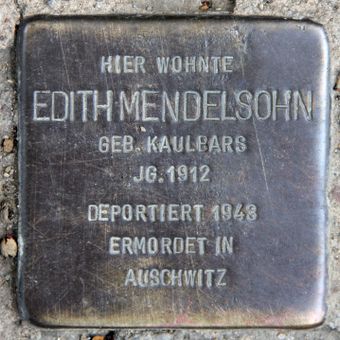 HIER WOHNTE
EDITH MENDELSOHN
GEB. KAULBARS
JG. 1912
DEPORTIERT 1943
ERMORDET IN
AUSCHWITZ